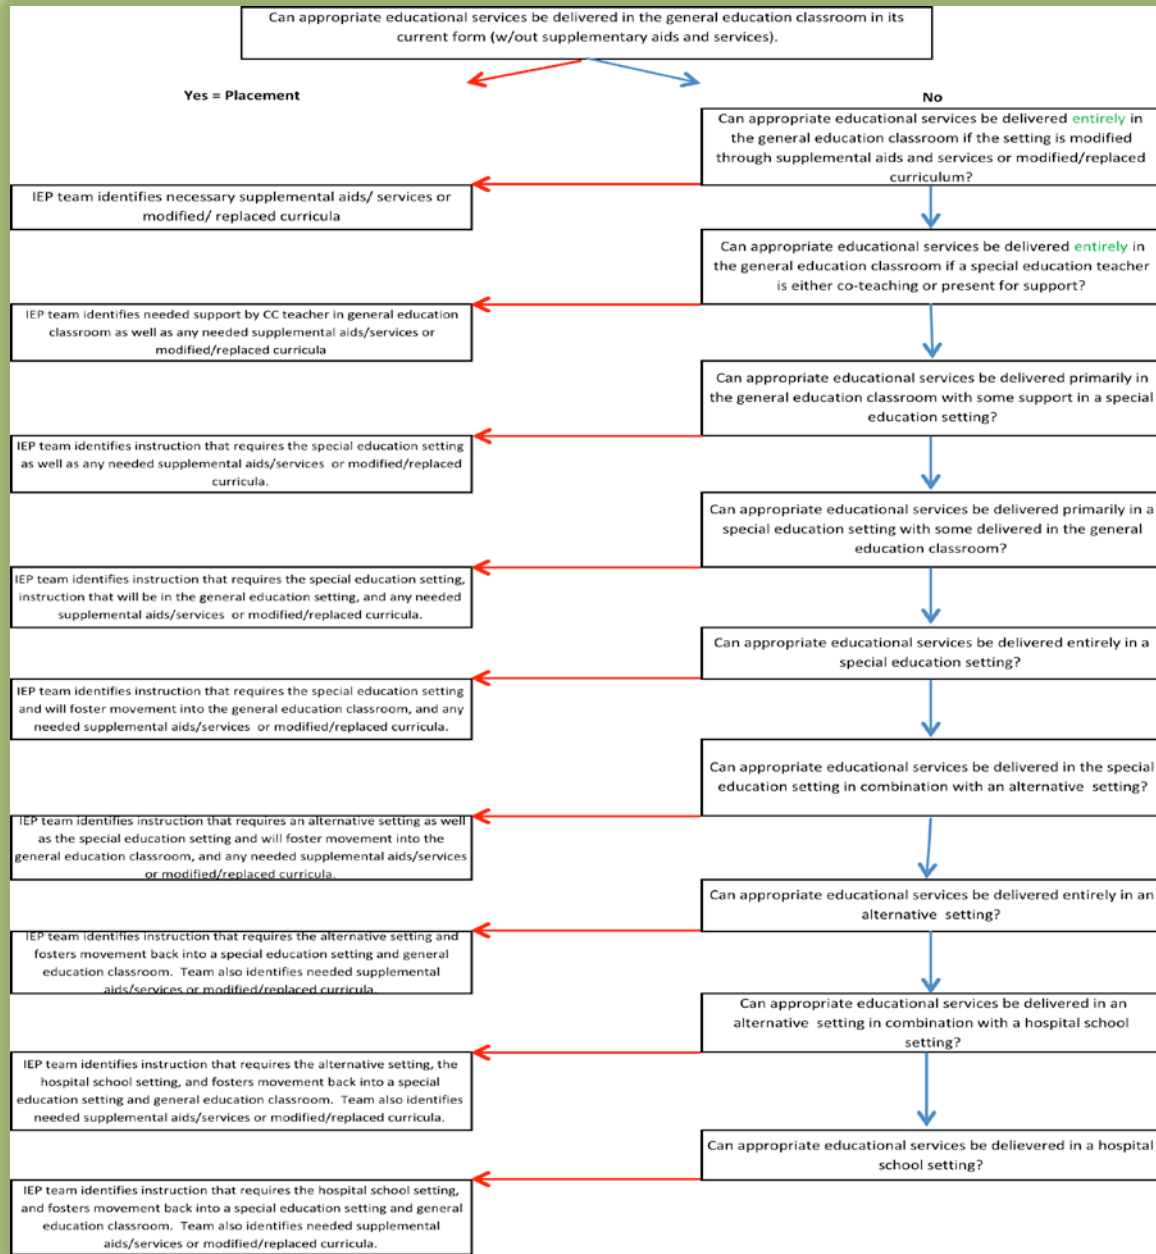 Can appropriate educational services be delivered in the general education classroom in its
current form (w/out supplementary aids and services).
Yes = Placement
No
Can appropriate educational services be delivered entirely in
the general education classroom if the setting is modified
through supplemental aids and services or modified/replaced
curriculum?
IEP team identifies necessary supplemental aids/ services or
modified/ replaced curricula
Can appropriate educational services be delivered entirely in
the general education classroom if a special education teacher
is either co-teaching or present for support?
IEP team identifies needed support by CC teacher in general education
classroom as well as any needed supplemental aids/services or
modified/replaced curricula
Can appropriate educational services be delivered primarily in
the general education classroom with some support in a special
education setting?
IEP team identifies instruction that requires the special education setting
as well as any needed supplemental aids/services or modified/replaced
curricula.
Can appropriate educational services be delivered primarily in a
special education setting with some delivered in the general
education classroom?
IEP team identifies instruction that requires the special education setting,
instruction that will be in the general education setting, and any needed
supplemental aids/services or modified/replaced curricula.
Can appropriate educational services be delivered entirely in a
special education setting?
IEP team identifies instruction that requires the special education setting
and will foster movement into the general education classroom, and any
needed supplemental aids/services or modified/replaced curricula.
Can appropriate educational services be delivered in the special
education setting in combination with an alternative setting?
IEP team identifies instruction that requires an alternative setting as well
as the special education setting and will foster movement into the
general education classroom, and any needed supplemental aids/services
or modified/replaced curricula.
Can appropriate educational services be delivered entirely in an
alternative setting?
IEP team identifies instruction that requires the alternative setting and
fosters movement back into a special education setting and general
education classroom. Team also identifies needed supplemental
aids/services or modified/replaced curricula.
Can appropriate educational services be delivered in an
alternative setting in combination with a hospital school
setting?
IEP team identifies instruction that requires the alternative setting, the
hospital school setting, and fosters movement back into a special
education setting and general education classroom. Team also identifies
needed supplemental aids/services or modified/replaced curricula.
Can appropriate educational services be delievered in a hospital
school setting?
IEP team identifies instruction that requires the hospital school setting,
and fosters movement back into a special education setting and general
education classroom. Team also identifies needed supplemental
aids/services or modified/replaced curricula.